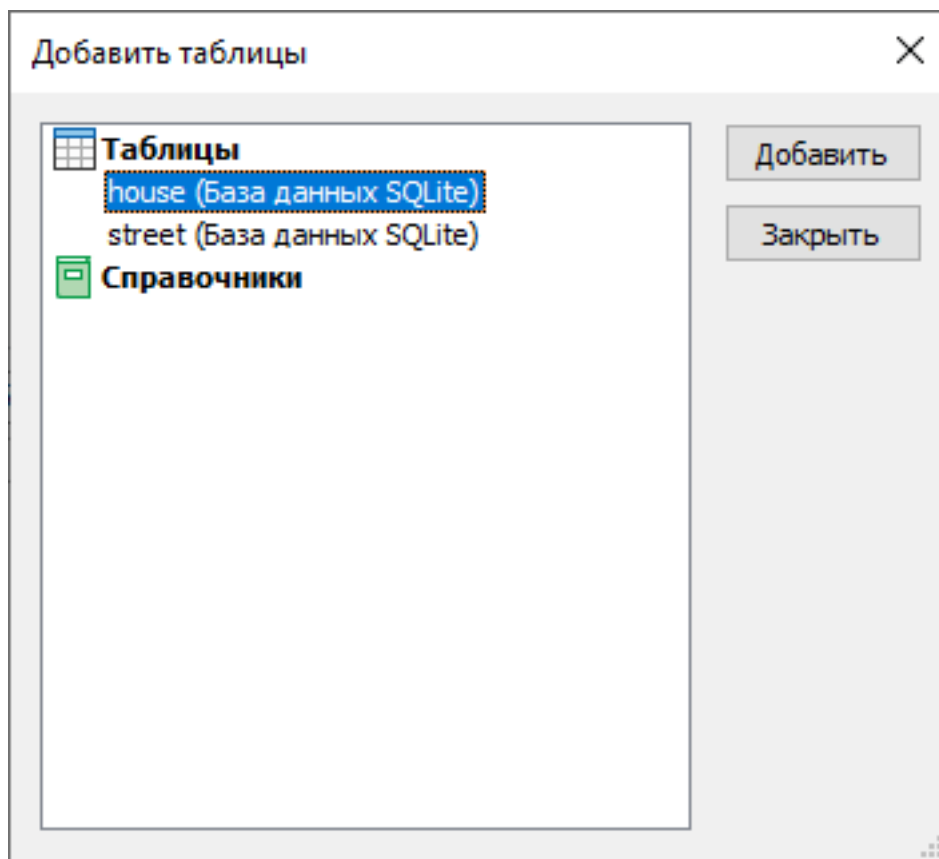 Добавить таблицы
Таблицы
house (База данных SQLite)
street (База данных SQLite)
Справочники
Добавить
Закрыть